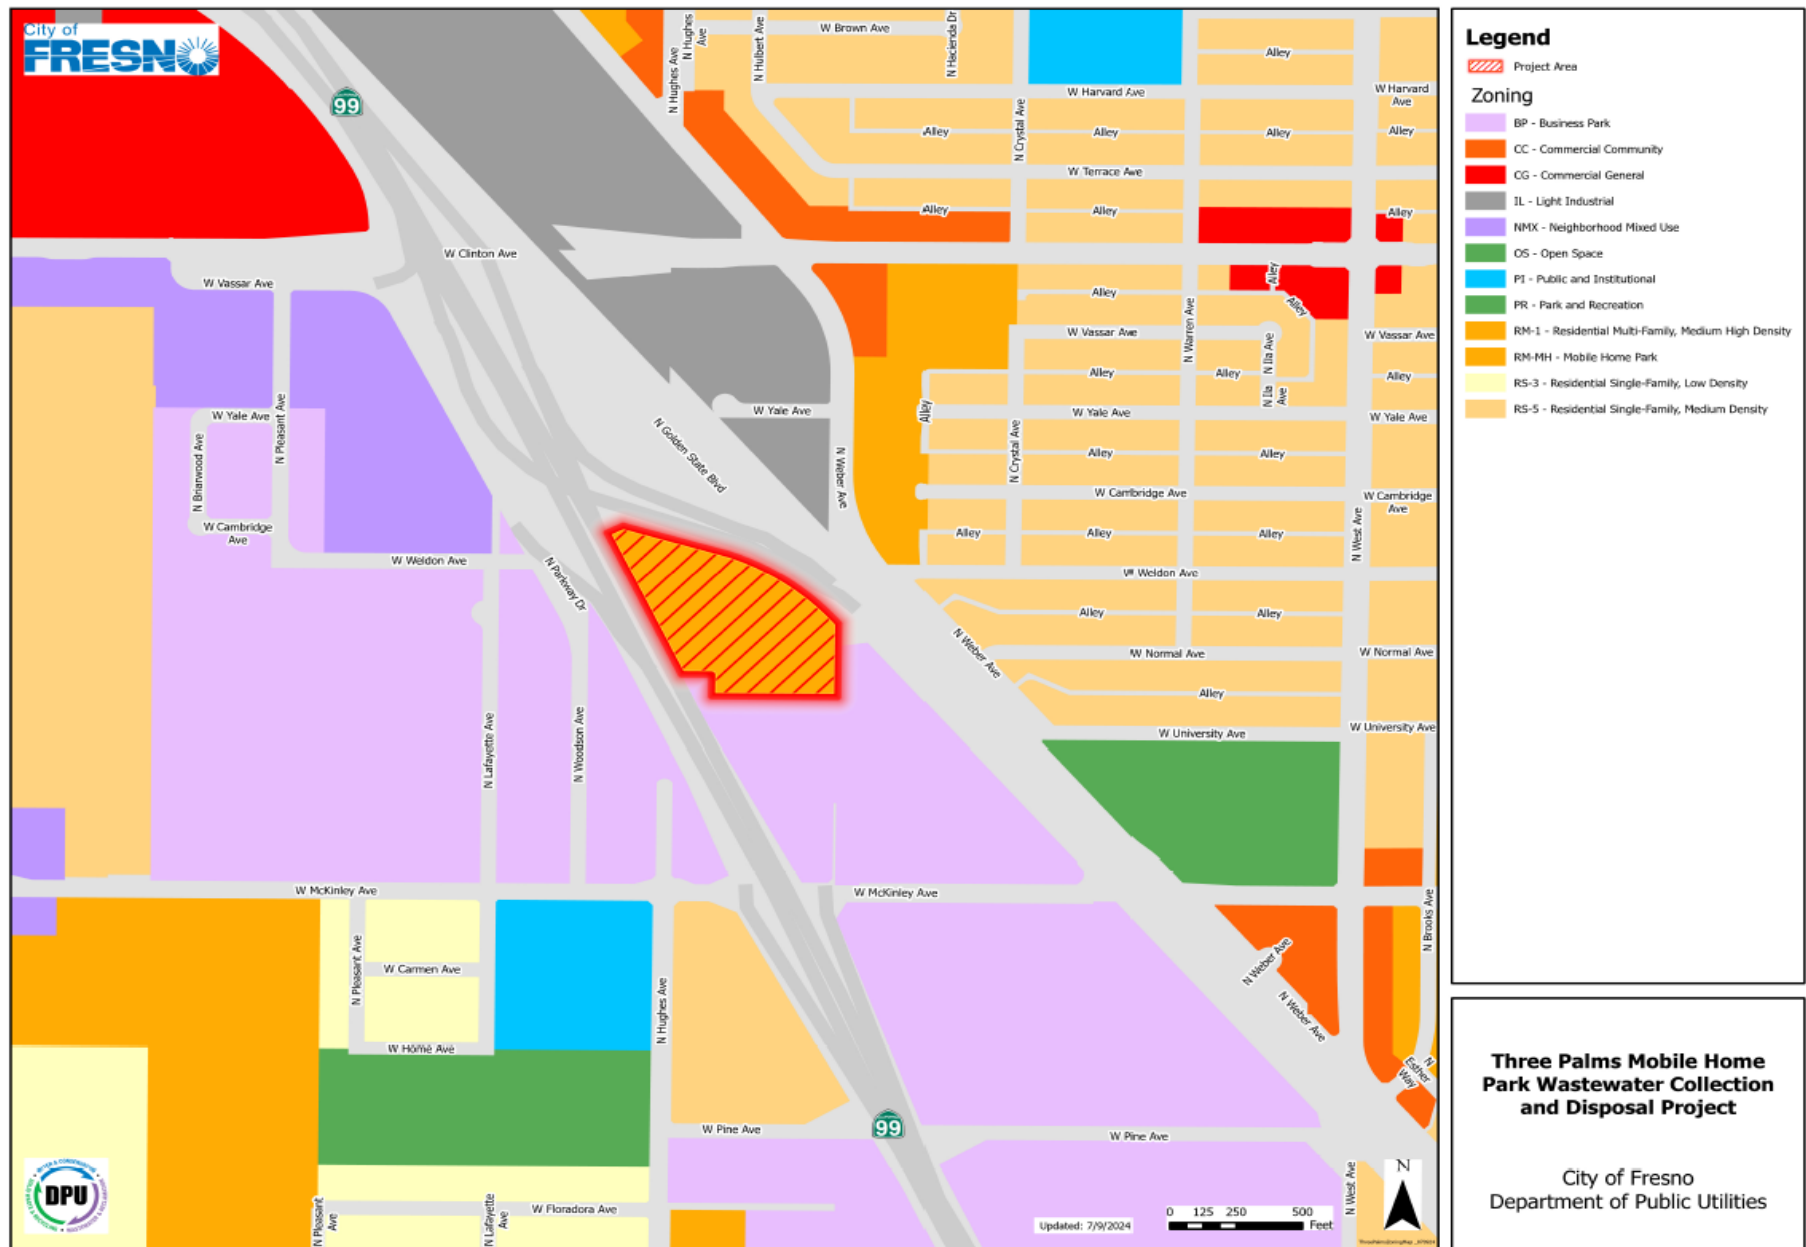 City of
FRESNO
99
N Hughes Ave
N Hughes
Ave
N Hulbert Ave
W Brown Ave
N Hacienda Dr
Alley
W Harvard Ave
W Harvard
Ave
N Crystal Ave
Alley
Alley
Alley
Alley
W Terrace Ave
Alley
Alley
Alley
W Clinton Ave
W Vassar Ave
Alley
Alley
Alley
N Warren Ave
W Vassar Ave
N Ila Ave
W Vassar Ave
Alley
Alley
Alley
N Ila
Ave
W Yale Ave
N Pleasant Ave
W Yale Ave
Alley
W Yale Ave
W Yale Ave
N Briarwood Ave
N Golden State Blvd
N Weber Ave
N Crystal Ave
Alley
Alley
W Cambridge Ave
W Cambridge
Ave
W Cambridge
Ave
N West Ave
Alley
Alley
Alley
W Weldon Ave
N Parkway Dr
W Weldon Ave
Alley
Alley
N Weber Ave
W Normal Ave
W Normal Ave
Alley
N Lafayette Ave
N Woodson Ave
W University Ave
W University Ave
W McKinley Ave
W McKinley Ave
N Brooks Ave
N Pleasant Ave
W Carmen Ave
N Hughes Ave
N Weber Ave
N Weber Ave
W Home Ave
N
Esther
Way
W Pine Ave
99
W Pine Ave
DPU
N Pleasant
Ave
N Lafayette
Ave
W Floradora Ave
N West Ave
Updated: 7/9/2024
0 125 250 500
Feet
N
Legend
Project Area
Zoning
BP - Business Park
CC - Commercial Community
CG - Commercial General
IL - Light Industrial
NMX - Neighborhood Mixed Use
OS - Open Space
PI - Public and Institutional
PR - Park and Recreation
RM-1 - Residential Multi-Family, Medium High Density
RM-MH - Mobile Home Park
RS-3 - Residential Single-Family, Low Density
RS-5 - Residential Single-Family, Medium Density
Three Palms Mobile Home
Park Wastewater Collection
and Disposal Project
City of Fresno
Department of Public Utilities